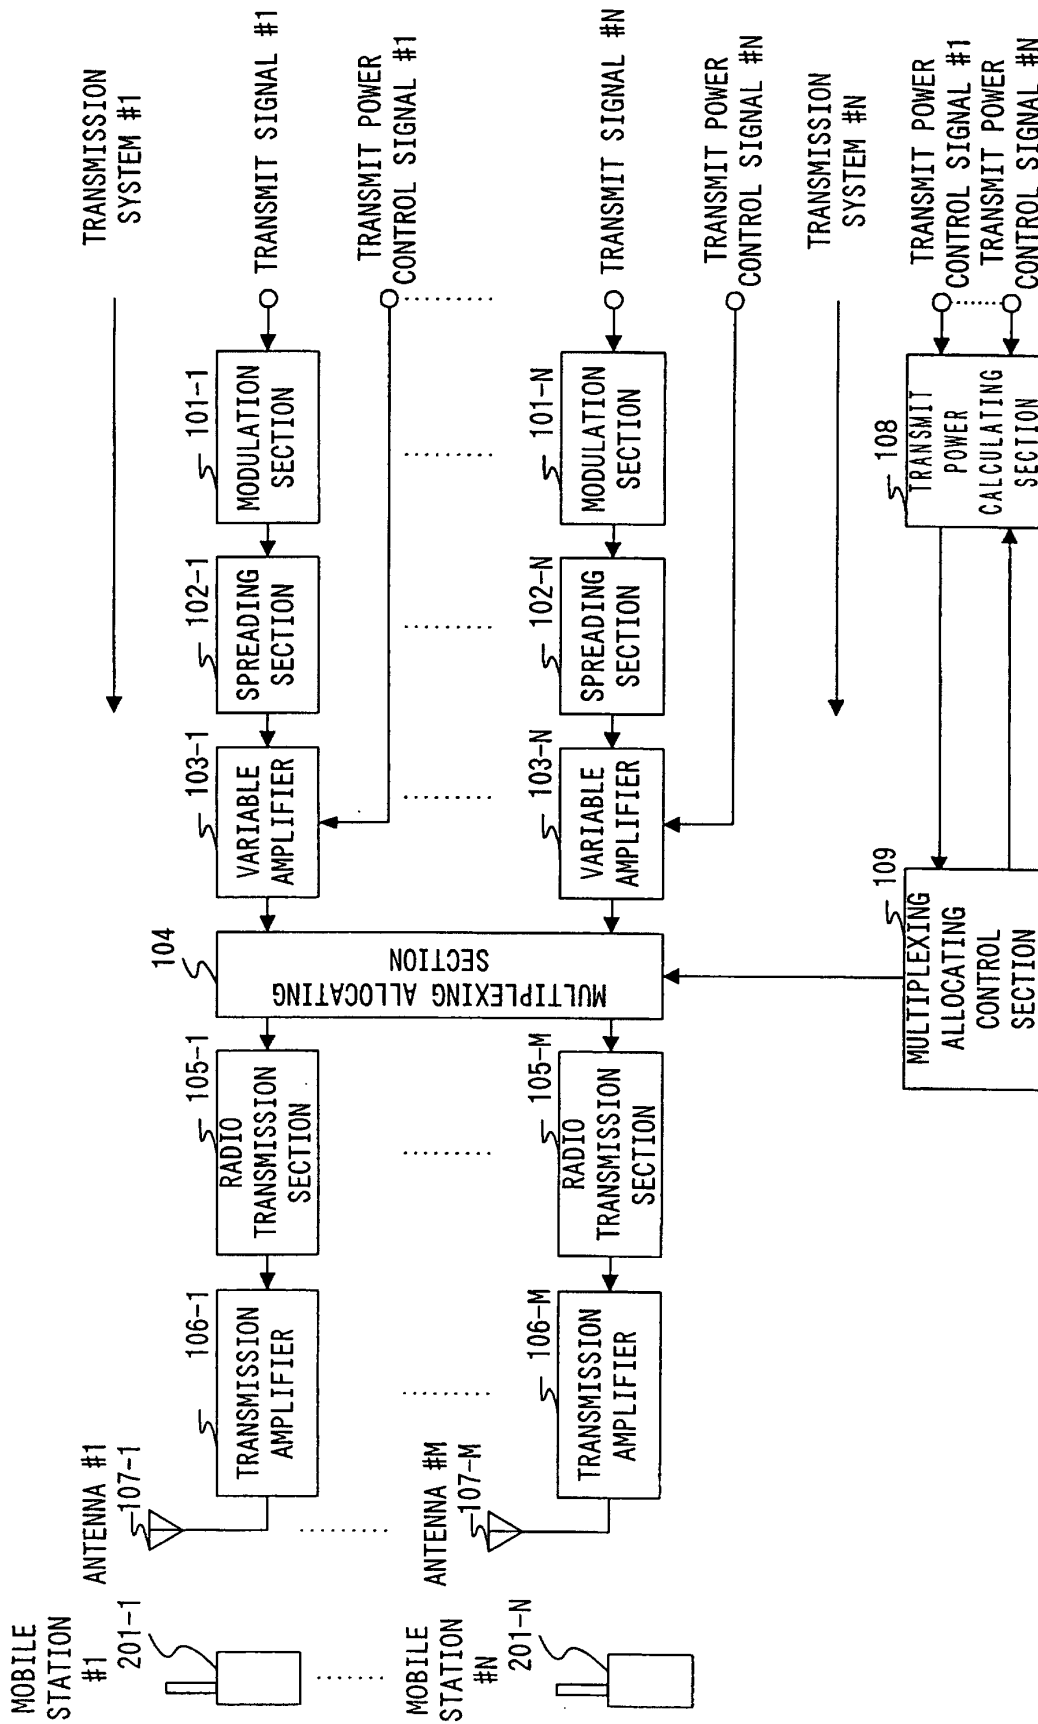 TRANSMISSION
SYSTEM #1
TRANSMIT SIGNAL #1
TRANSMIT POWER
CONTROL SIGNAL #1
101-1
MODULATION
SECTION
102-1
SPREADING
SECTION
103-1
VARIABLE
AMPLIFIER
104
MULTIPLEXING ALLOCATING
SECTION
105-1
RADIO
TRANSMISSION
SECTION
106-1
TRANSMISSION
AMPLIFIER
ANTENNA #1
107-1
MOBILE
STATION
#1
201-1
TRANSMIT SIGNAL #N
TRANSMIT POWER
CONTROL SIGNAL #N
101-N
MODULATION
SECTION
102-N
SPREADING
SECTION
103-N
VARIABLE
AMPLIFIER
105-M
RADIO
TRANSMISSION
SECTION
106-M
TRANSMISSION
AMPLIFIER
ANTENNA #M
107-M
MOBILE
STATION
#N
201-N
TRANSMISSION
SYSTEM #N
TRANSMIT POWER
CONTROL SIGNAL #1
TRANSMIT POWER
CONTROL SIGNAL #N
108
TRANSMIT
POWER
CALCULATING
SECTION
109
MULTIPLEXING
ALLOCATING
CONTROL
SECTION